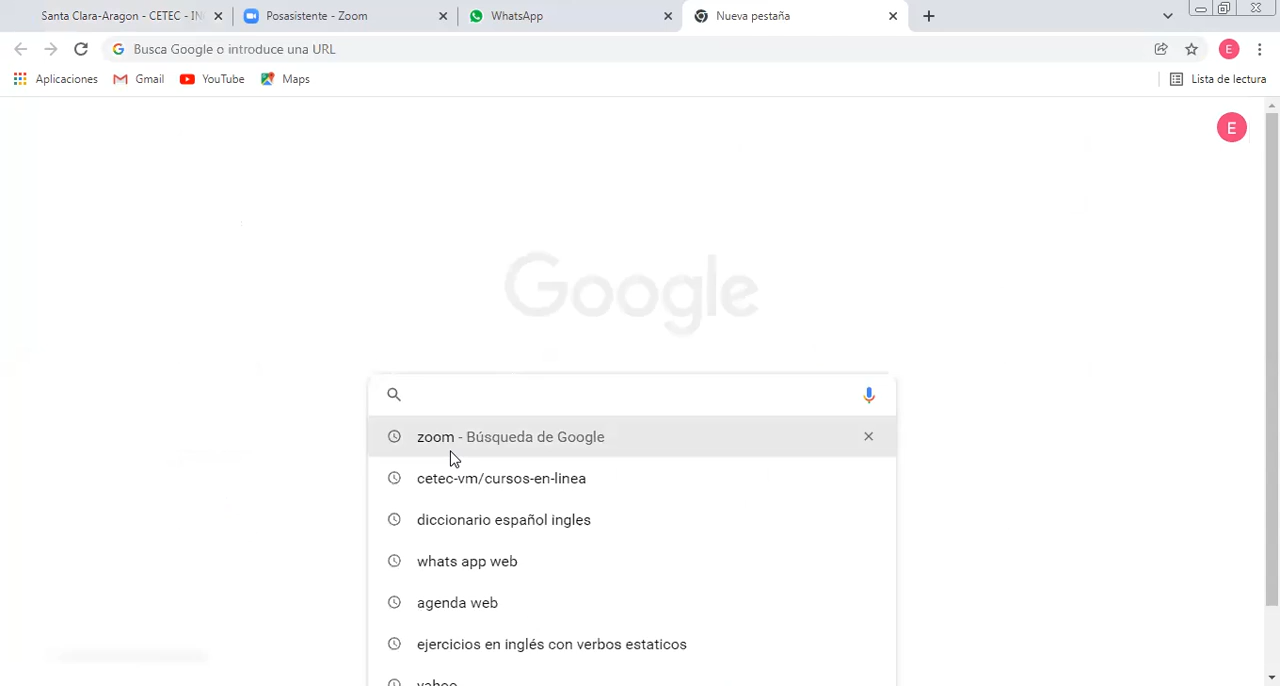 Santa Clara-Aragon - CETEC - IN
Posasistente - Zoom
WhatsApp
Nueva pestaña
Busca Google o introduce una URL
E
Aplicaciones
Gmail
YouTube
Maps
Lista de lectura
E
Google
zoom - Búsqueda de Google
cetec-vm/cursos-en-linea
diccionario español ingles
whats app web
agenda web
ejercicios en inglés con verbos estaticos
yahoo